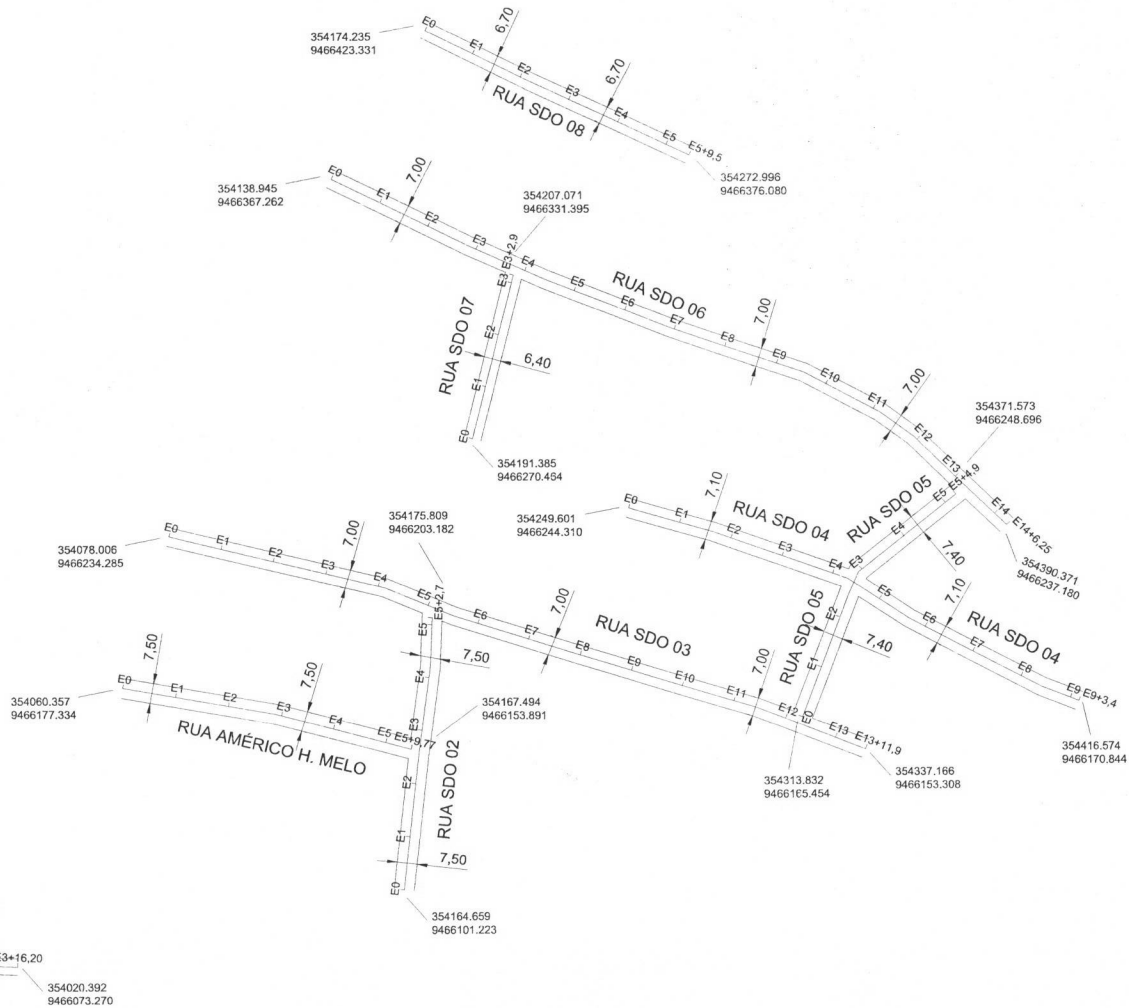 E0
354174.235
9466423.331
E1
6,70
E2
E3
6,70
E4
E5
E5+9,5
RUA SDO 08
354272.996
9466376.080
E0
354138.945
9466367.262
E1
7,00
E2
E3
E3+2,9
354207.071
9466331.395
E4
E5
RUA SDO 06
E6
E7
E8
7,00
E9
E10
E11
7,00
E12
E13
354371.573
9466248.696
E14
E14+6,25
354390.371
9466237.180
E3
E2
RUA SDO 07
6,40
E1
E0
354191.385
9466270.464
E0
354249.601
9466244.310
E1
7,10
E2
RUA SDO 04
E3
E4
RUA SDO 05
E5
E5+4,9
E4
7,40
E3
E5
7,10
E6
E7
RUA SDO 04
E8
E9
E9+3,4
354416.574
9466170.844
E2
RUA SDO 05
7,40
E1
E0
E0
354078.006
9466234.285
E1
E2
E3
7,00
E4
354175.809
9466203.182
E5
E5+2,7
E6
7,00
E7
E8
RUA SDO 03
E9
E10
E11
7,00
E12
E13
E13+11,9
354313.832
9466165.454
354337.166
9466153.308
E5
7,50
E4
354167.494
9466153.891
E3
7,50
E0
354060.357
9466177.334
E1
E2
7,50
E3
E4
E5
E5+9,77
RUA AMÉRICO H. MELO
E2
RUA SDO 02
E1
7,50
E0
354164.659
9466101.223
E3+16,20
354020.392
9466073.270